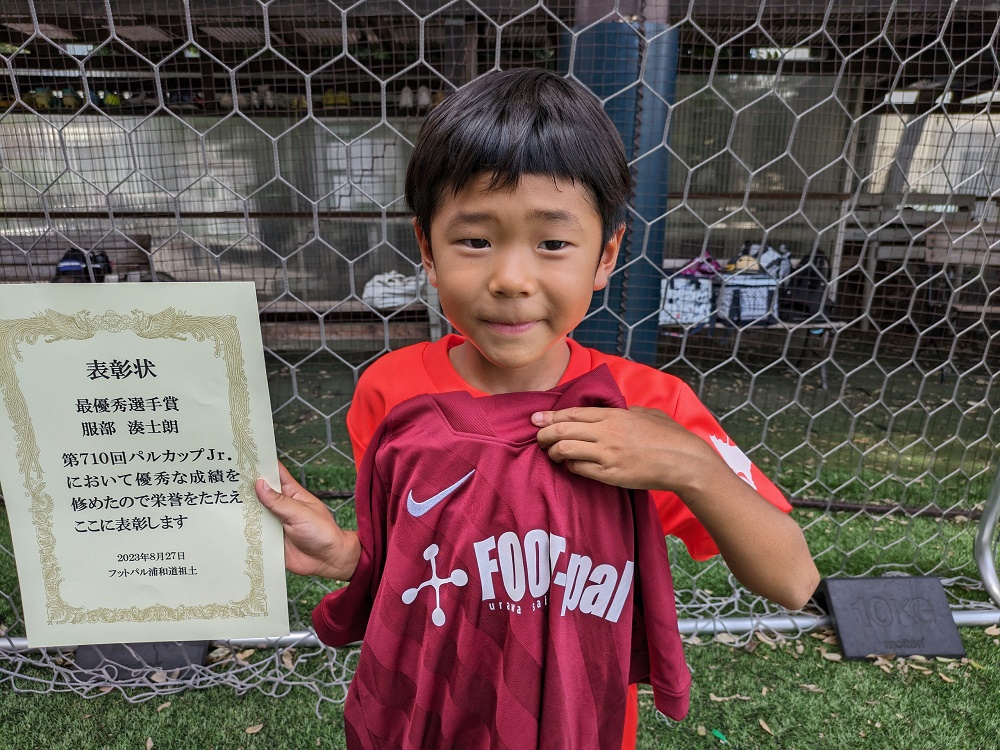 表彰状
最優秀選手賞
服部 湊士朗
第710回パルカップJr.
において優秀な成績を
修めたので栄誉をたたえ
ここに表彰します
2023年8月27日
フットパル浦和道祖土
FOOT-pal
urawa sai
10KG
molten